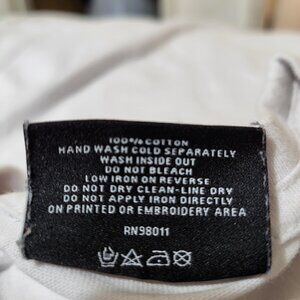 100% COTTON
HAND WASH COLD SEPARATELY
WASH INSIDE OUT
DO NOT BLEACH
LOW IRON ON REVERSE
DO NOT DRY CLEAN-LINE DRY
DO NOT APPLY IRON DIRECTLY
ON PRINTED OR EMBROIDERY AREA
RN98011